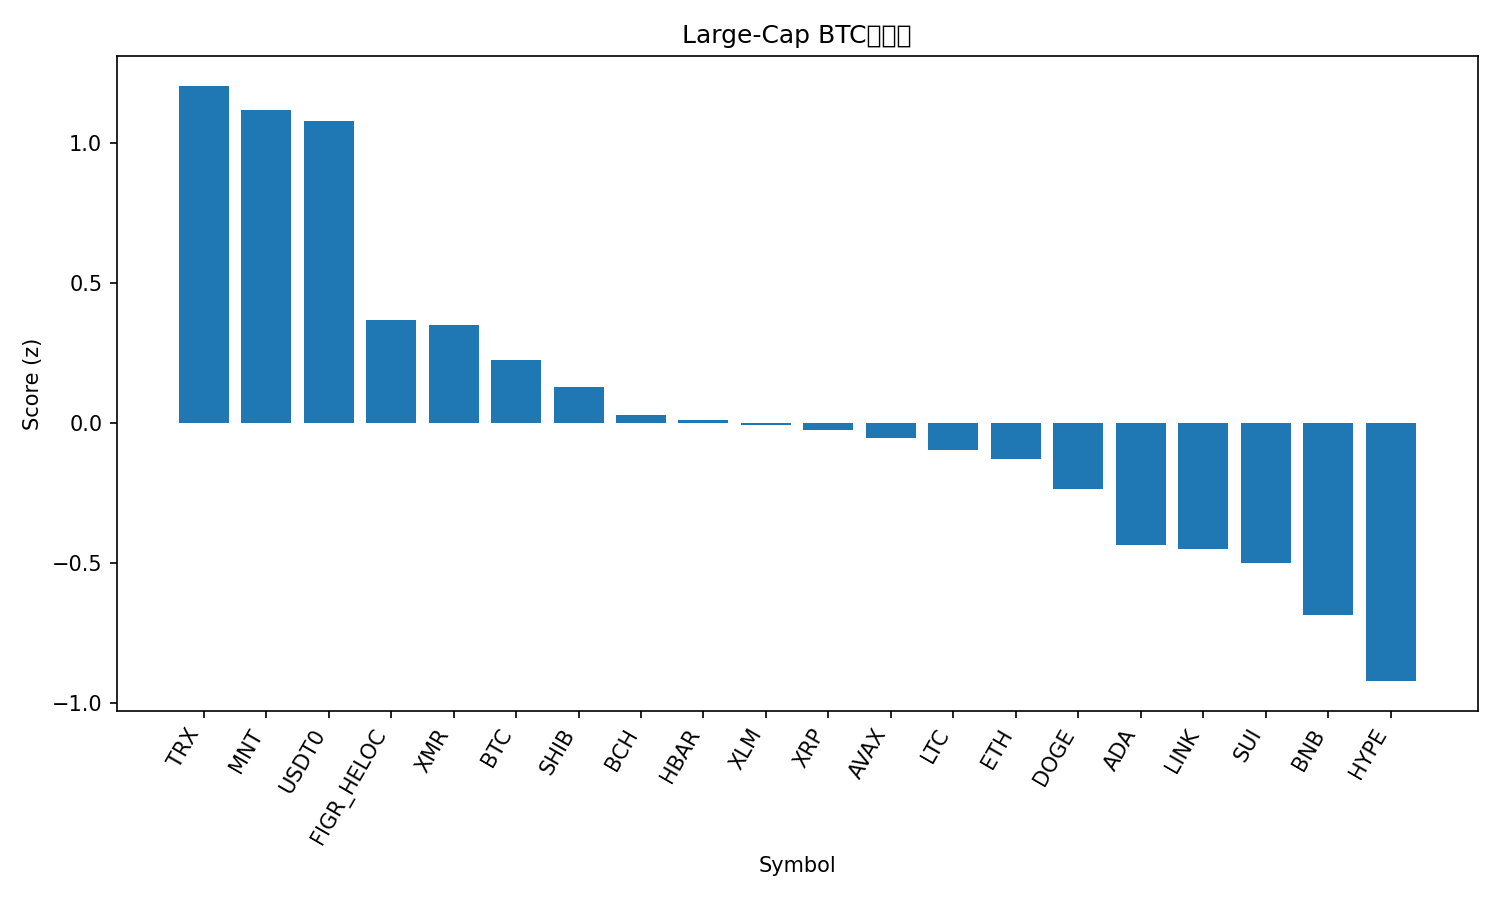 Large-Cap BTC
Score (z)
1.0
0.5
0.0
−0.5
−1.0
TRX
MNT
USDT0
FIGR_HELOC
XMR
BTC
SHIB
BCH
HBAR
XLM
XRP
AVAX
LTC
ETH
DOGE
ADA
LINK
SUI
BNB
HYPE
Symbol